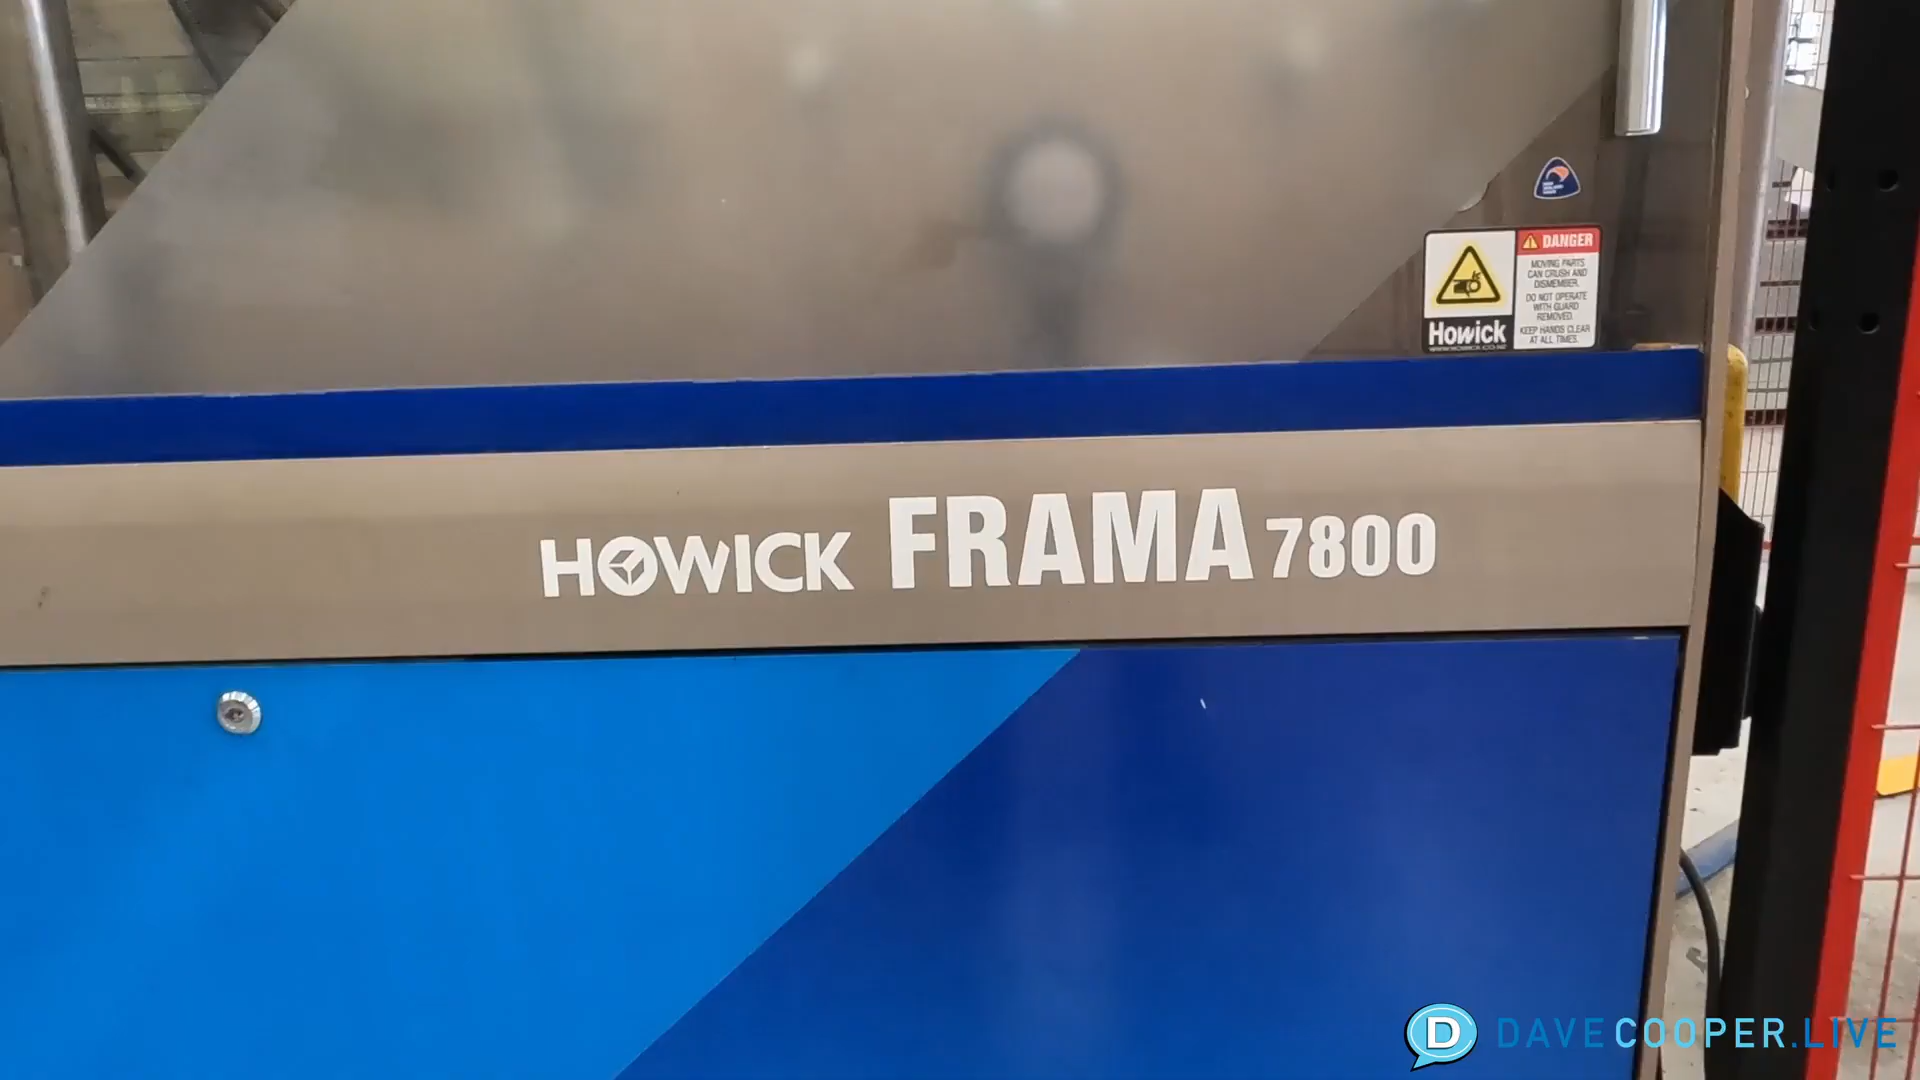 DANGER
MOVING PARTS
CAN CRUSH AND
DISMEMBER.
DO NOT OPERATE
WITH GUARD
REMOVED.
KEEP HANDS CLEAR
AT ALL TIMES.
Howick
HOWICK FRAMA 7800
D DAVECOOPER.LIVE